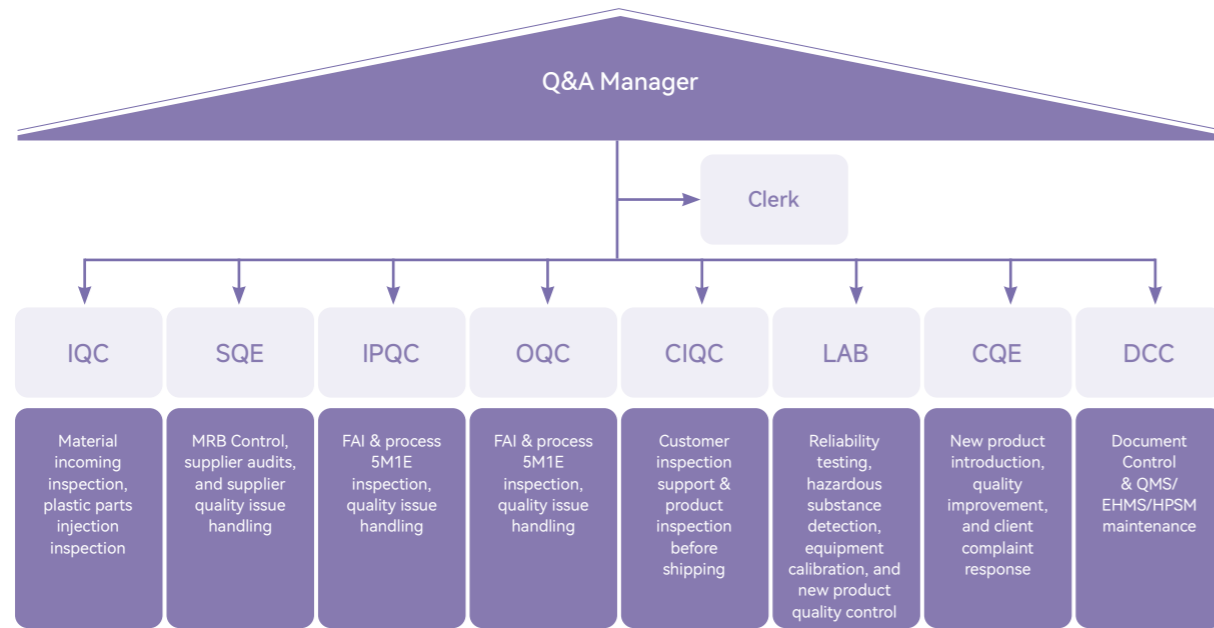 Q&A Manager
Clerk
IQC
SQE
IPQC
OQC
CIQC
LAB
CQE
DCC
Material
incoming
inspection,
plastic parts
injection
inspection
MRB Control,
supplier audits,
and supplier
quality issue
handling
FAI & process
5M1E
inspection,
quality issue
handling
FAI & process
5M1E
inspection,
quality issue
handling
Customer
inspection
support &
product
inspection
before
shipping
Reliability
testing,
hazardous
substance
detection,
equipment
calibration, and
new product
quality control
New product
introduction,
quality
improvement,
and client
complaint
response
Document
Control
& QMS/
EHMS/HPSM
maintenance